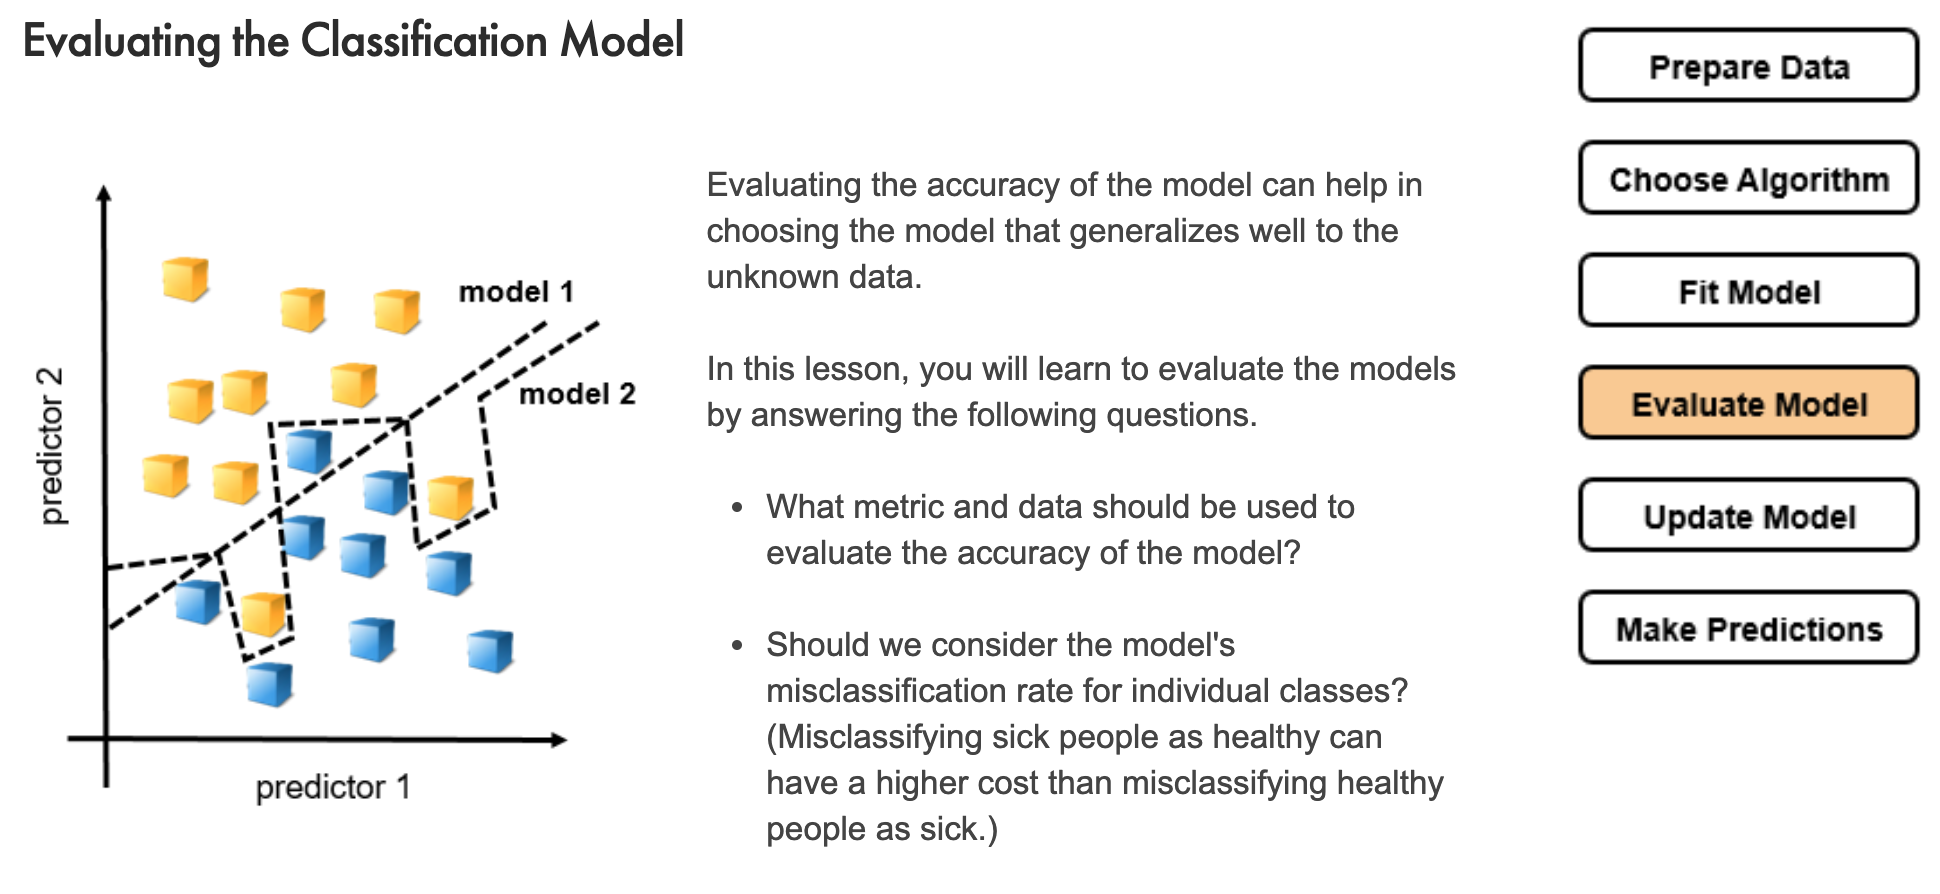 Evaluating the Classification Model
predictor 2
model 1
model 2
predictor 1
Evaluating the accuracy of the model can help in
choosing the model that generalizes well to the
unknown data.
In this lesson, you will learn to evaluate the models
by answering the following questions.
• What metric and data should be used to
evaluate the accuracy of the model?
• Should we consider the model's
misclassification rate for individual classes?
(Misclassifying sick people as healthy can
have a higher cost than misclassifying healthy
people as sick.)
Prepare Data
Choose Algorithm
Fit Model
Evaluate Model
Update Model
Make Predictions